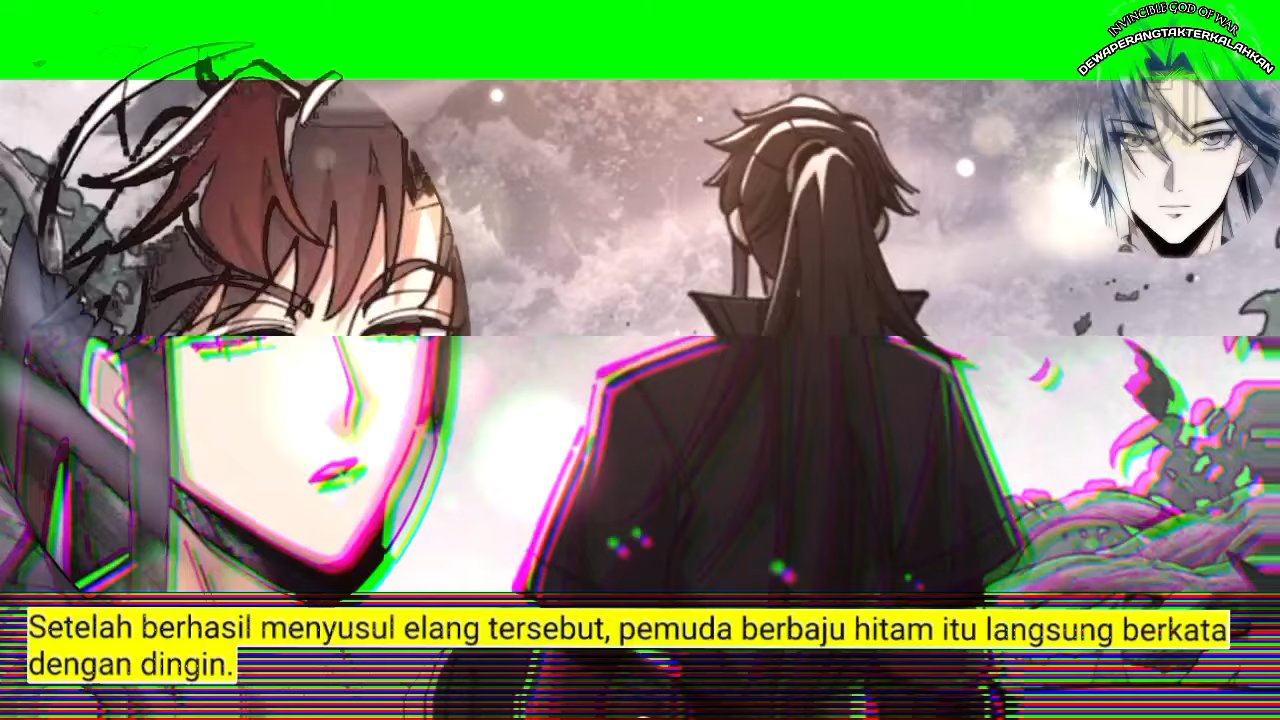 INVINCIBLE GOD OF WAR
DEWAPERANGTAKTERKALAHKAN
Setelah berhasil menyusul elang tersebut, pemuda berbaju hitam itu langsung berkata
dengan dingin.